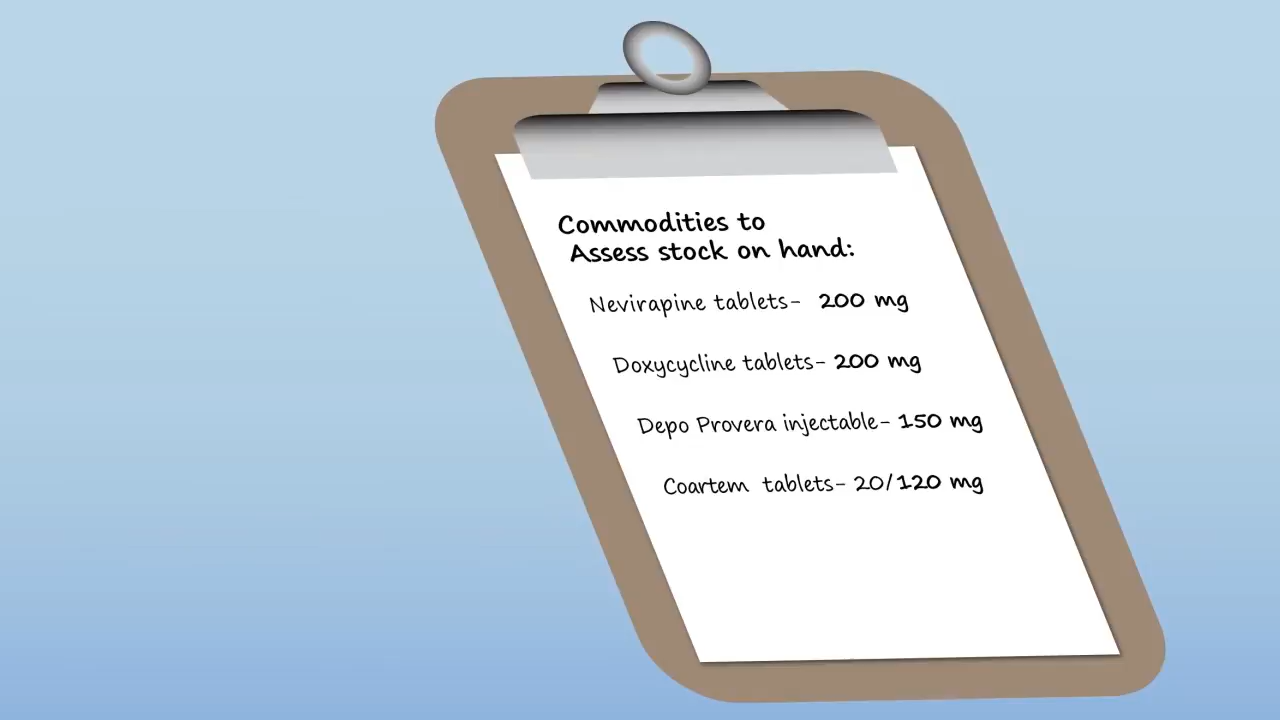 Commodities to
Assess stock on hand:
Nevirapine tablets- 200 mg
Doxycycline tablets- 200 mg
Depo Provera injectable- 150 mg
Coartem tablets- 20/120 mg